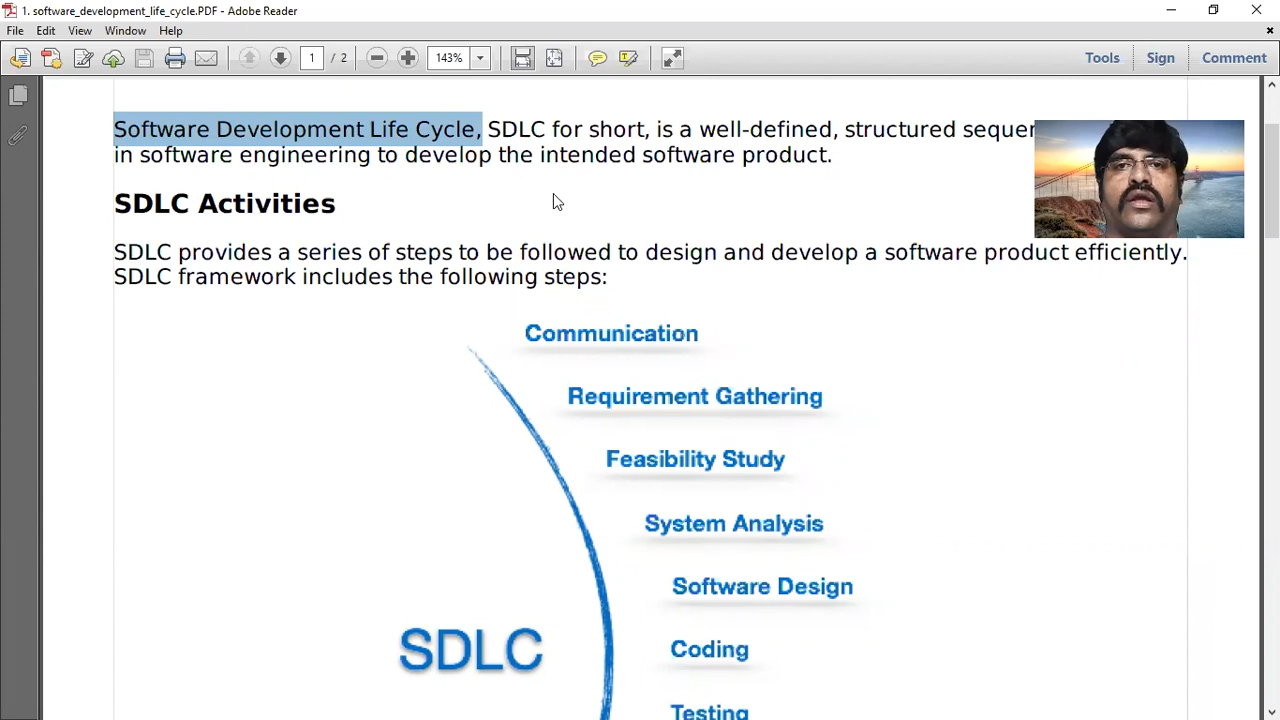 1. software_development_life_cycle.PDF - Adobe Reader
File Edit View Window Help
1 / 2 143% Tools Sign Comment
Software Development Life Cycle, SDLC for short, is a well-defined, structured
in software engineering to develop the intended software product.
SDLC Activities
SDLC provides a series of steps to be followed to design and develop a software product efficiently.
SDLC framework includes the following steps:
Communication
Requirement Gathering
Feasibility Study
System Analysis
Software Design
SDLC
Coding
Testing